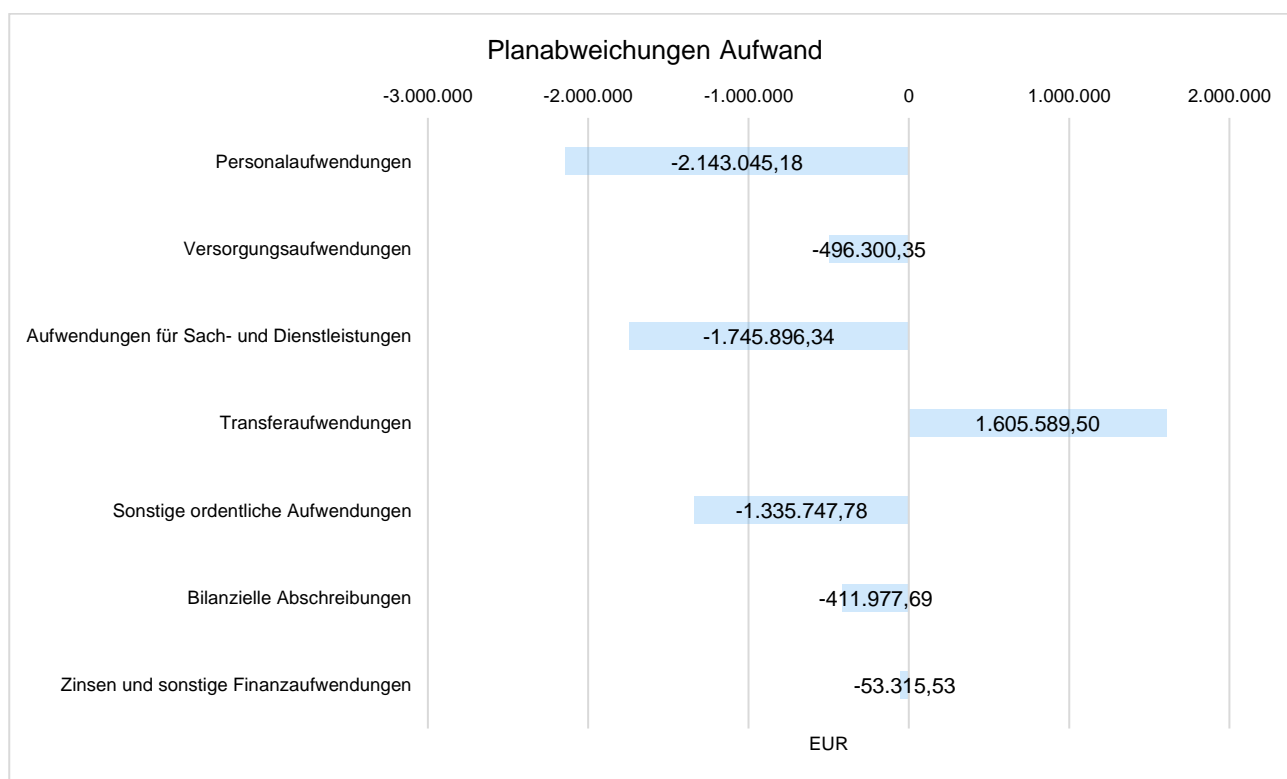 Planabweichungen Aufwand
-3.000.000 -2.000.000 -1.000.000 0 1.000.000 2.000.000
Personalaufwendungen -2.143.045,18
Versorgungsaufwendungen -496.300,35
Aufwendungen für Sach- und Dienstleistungen -1.745.896,34
Transferaufwendungen 1.605.589,50
Sonstige ordentliche Aufwendungen -1.335.747,78
Bilanzielle Abschreibungen -411.977,69
Zinsen und sonstige Finanzaufwendungen -53.315,53
EUR